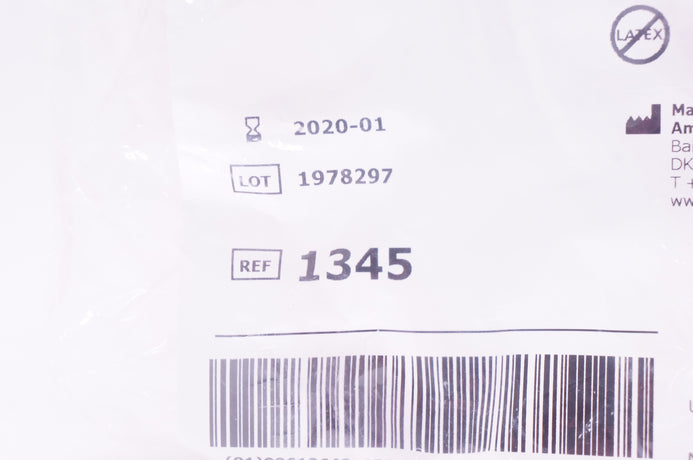 LATEX
2020-01
LOT 1978297
REF 1345
Ma
Am
Ba
DK
T +
ww